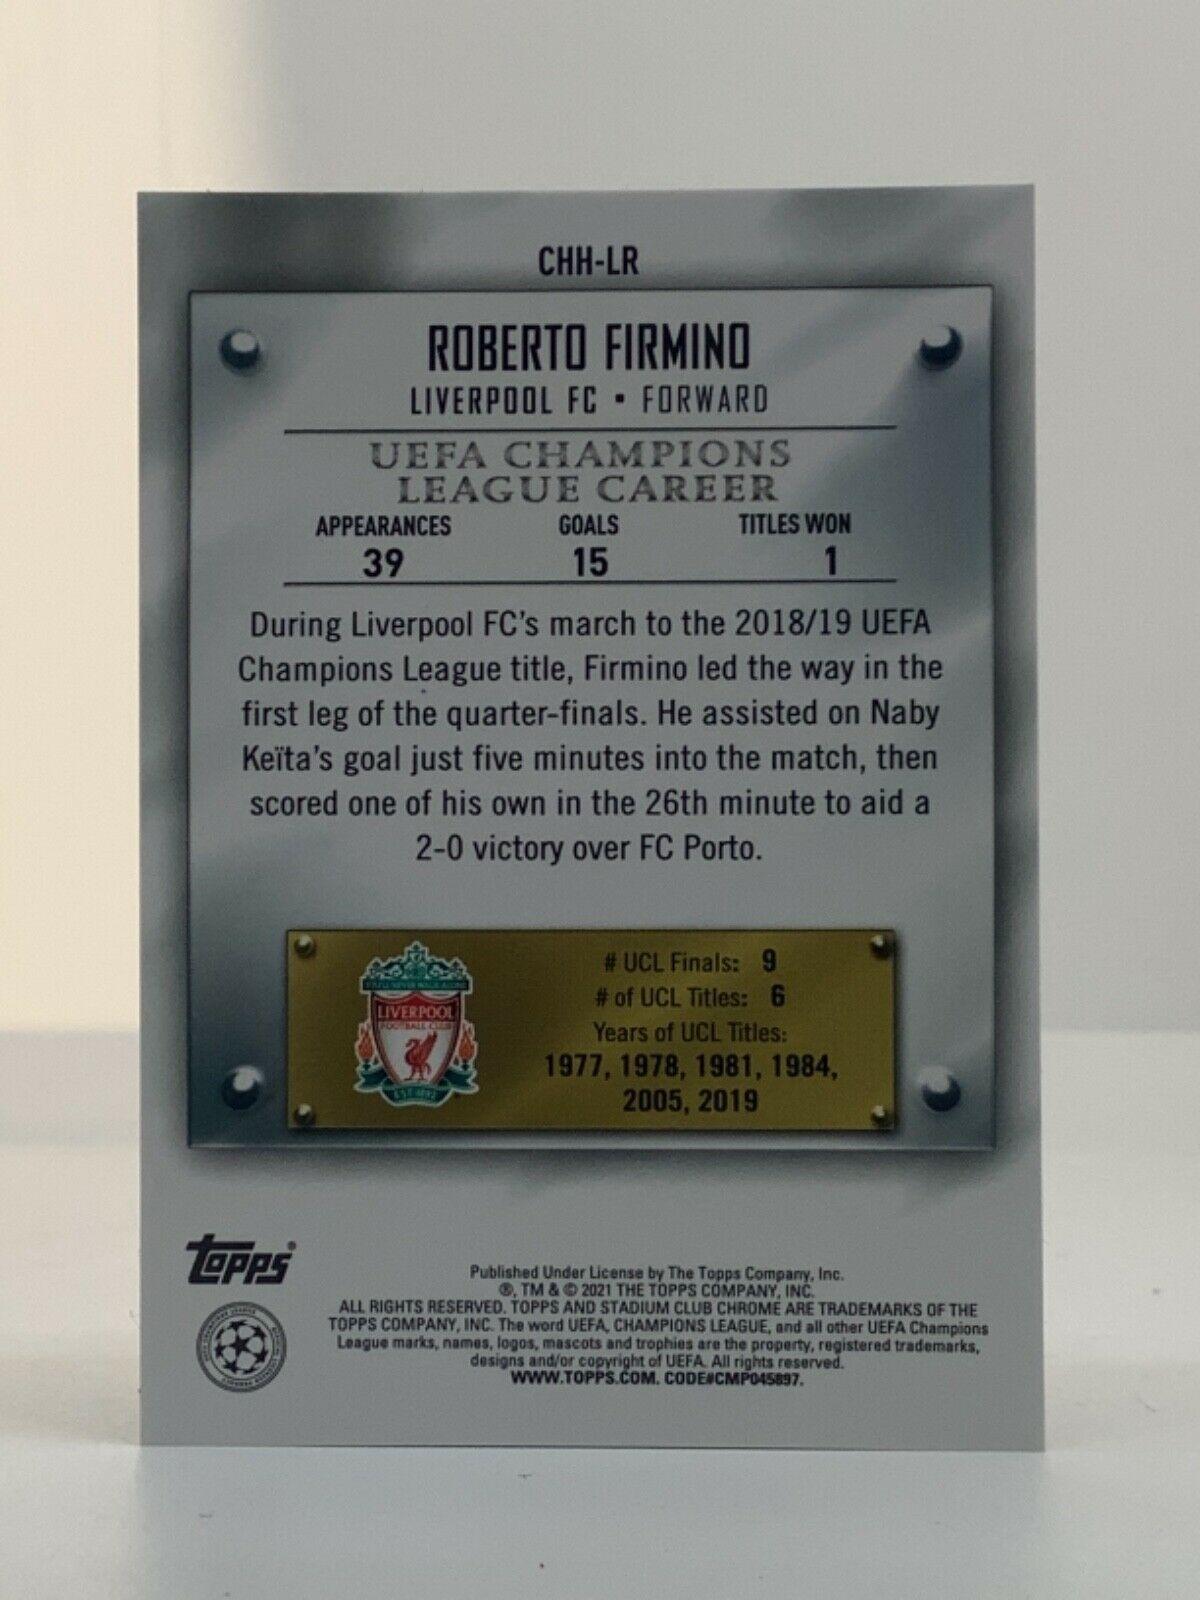 CHH-LR
ROBERTO FIRMINO
LIVERPOOL FC • FORWARD
UEFA CHAMPIONS
LEAGUE CAREER
APPEARANCES GOALS TITLES WON
39 15 1
During Liverpool FC's march to the 2018/19 UEFA
Champions League title, Firmino led the way in the
first leg of the quarter-finals. He assisted on Naby
Keïta's goal just five minutes into the match, then
scored one of his own in the 26th minute to aid a
2-0 victory over FC Porto.
YOU'LL NEVER WALK ALONE
LIVERPOOL
FOOTBALL CLUB
EST·1892
# UCL Finals: 9
# of UCL Titles: 6
Years of UCL Titles:
1977, 1978, 1981, 1984,
2005, 2019
topps®
Published Under License by The Topps Company, Inc.
®, TM & © 2021 THE TOPPS COMPANY, INC.
ALL RIGHTS RESERVED. TOPPS AND STADIUM CLUB CHROME ARE TRADEMARKS OF THE
TOPPS COMPANY, INC. The word UEFA, CHAMPIONS LEAGUE, and all other UEFA Champions
League marks, names, logos, mascots and trophies are the property, registered trademarks,
designs and/or copyright of UEFA. All rights reserved.
WWW.TOPPS.COM. CODE#CMP045897.